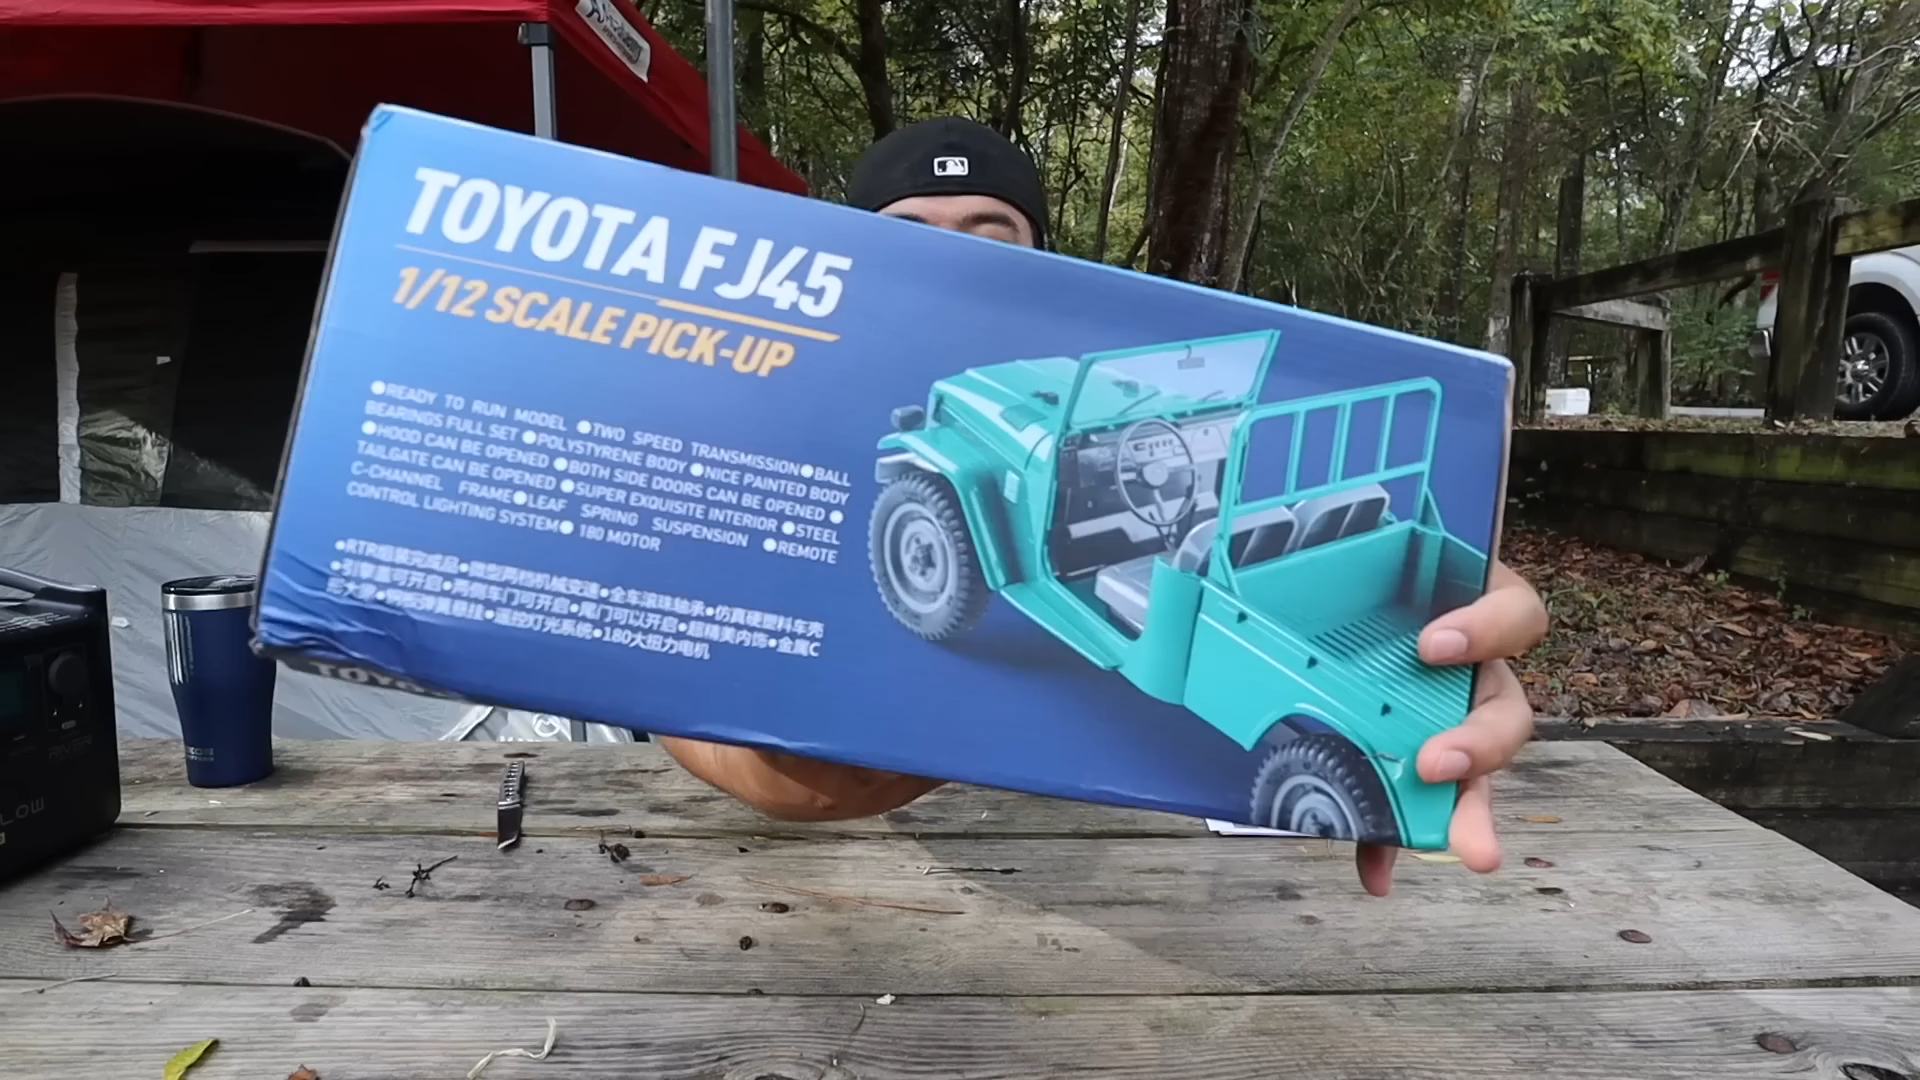 TOYOTA FJ45
1/12 SCALE PICK-UP
●READY TO RUN MODEL ●TWO SPEED TRANSMISSION●BALL
BEARINGS FULL SET ●POLYSTYRENE BODY ●NICE PAINTED BODY
●HOOD CAN BE OPENED ●BOTH SIDE DOORS CAN BE OPENED ●
TAILGATE CAN BE OPENED ●SUPER EXQUISITE INTERIOR ●STEEL
C-CHANNEL FRAME●LEAF SPRING SUSPENSION ●REMOTE
CONTROL LIGHTING SYSTEM● 180 MOTOR
●RTR组装完成品●微型两档机械变速●全车滚珠轴承●仿真硬塑料车壳
●引擎盖可开启●两侧车门可开启●尾门可以开启●超精美内饰●金属C
形大梁●钢板弹簧悬挂●遥控灯光系统●180大扭力电机
TOYO
RIVER